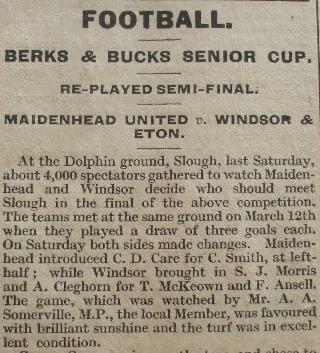 FOOTBALL.
BERKS & BUCKS SENIOR CUP.
RE-PLAYED SEMI-FINAL.
MAIDENHEAD UNITED v. WINDSOR &
ETON.
At the Dolphin ground, Slough, last Saturday,
about 4,000 spectators gathered to watch Maiden-
head and Windsor decide who should meet
Slough in the final of the above competition.
The teams met at the same ground on March 12th
when they played a draw of three goals each.
On Saturday both sides made changes. Maiden-
head introduced C. D. Care for C. Smith, at left-
half; while Windsor brought in S. J. Morris
and A. Cleghorn for T. McKeown and F. Ansell.
The game, which was watched by Mr. A. A.
Somerville, M.P., the local Member, was favoured
with brilliant sunshine and the turf was in excel-
lent condition.